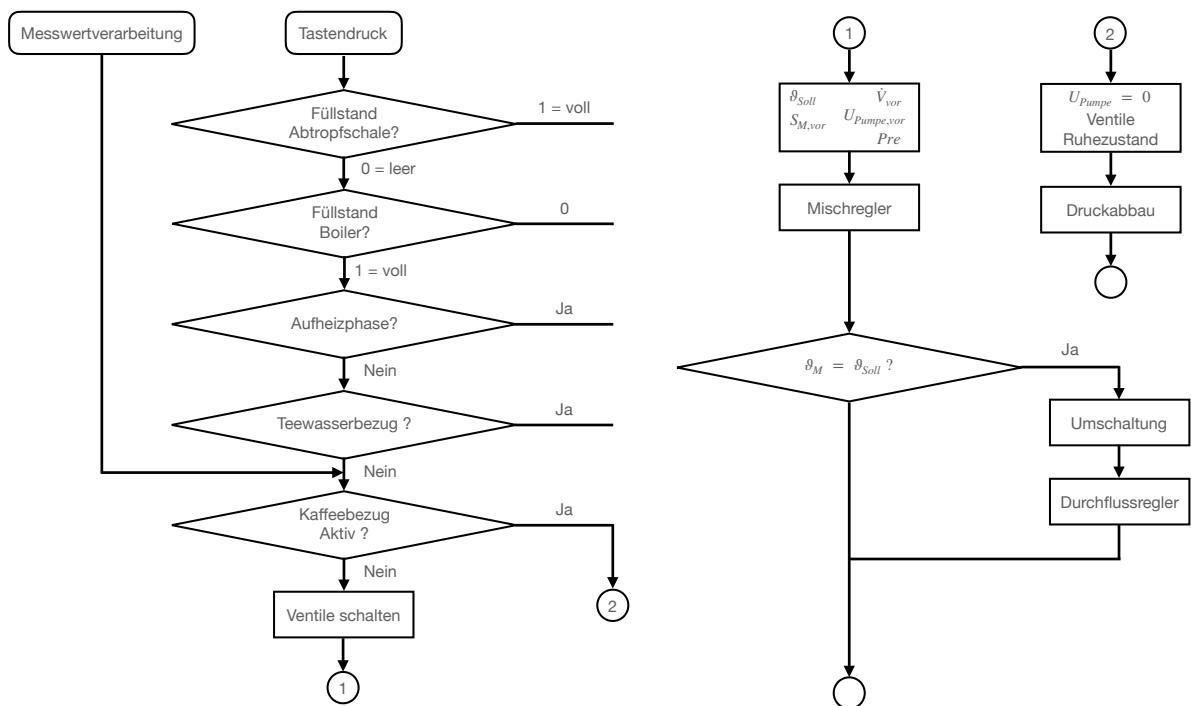 Messwertverarbeitung
Tastendruck
Füllstand
Abtropfschale?
1 = voll
0 = leer
Füllstand
Boiler?
0
1 = voll
Aufheizphase?
Ja
Nein
Teewasserbezug ?
Ja
Nein
Kaffeebezug
Aktiv ?
Ja
Nein
2
Ventile schalten
1
1
ϑ_Soll V̇_vor
S_M,vor U_Pumpe,vor
Pre
Mischregler
ϑ_M = ϑ_Soll ?
Ja
Umschaltung
Durchflussregler
2
U_Pumpe = 0
Ventile
Ruhezustand
Druckabbau